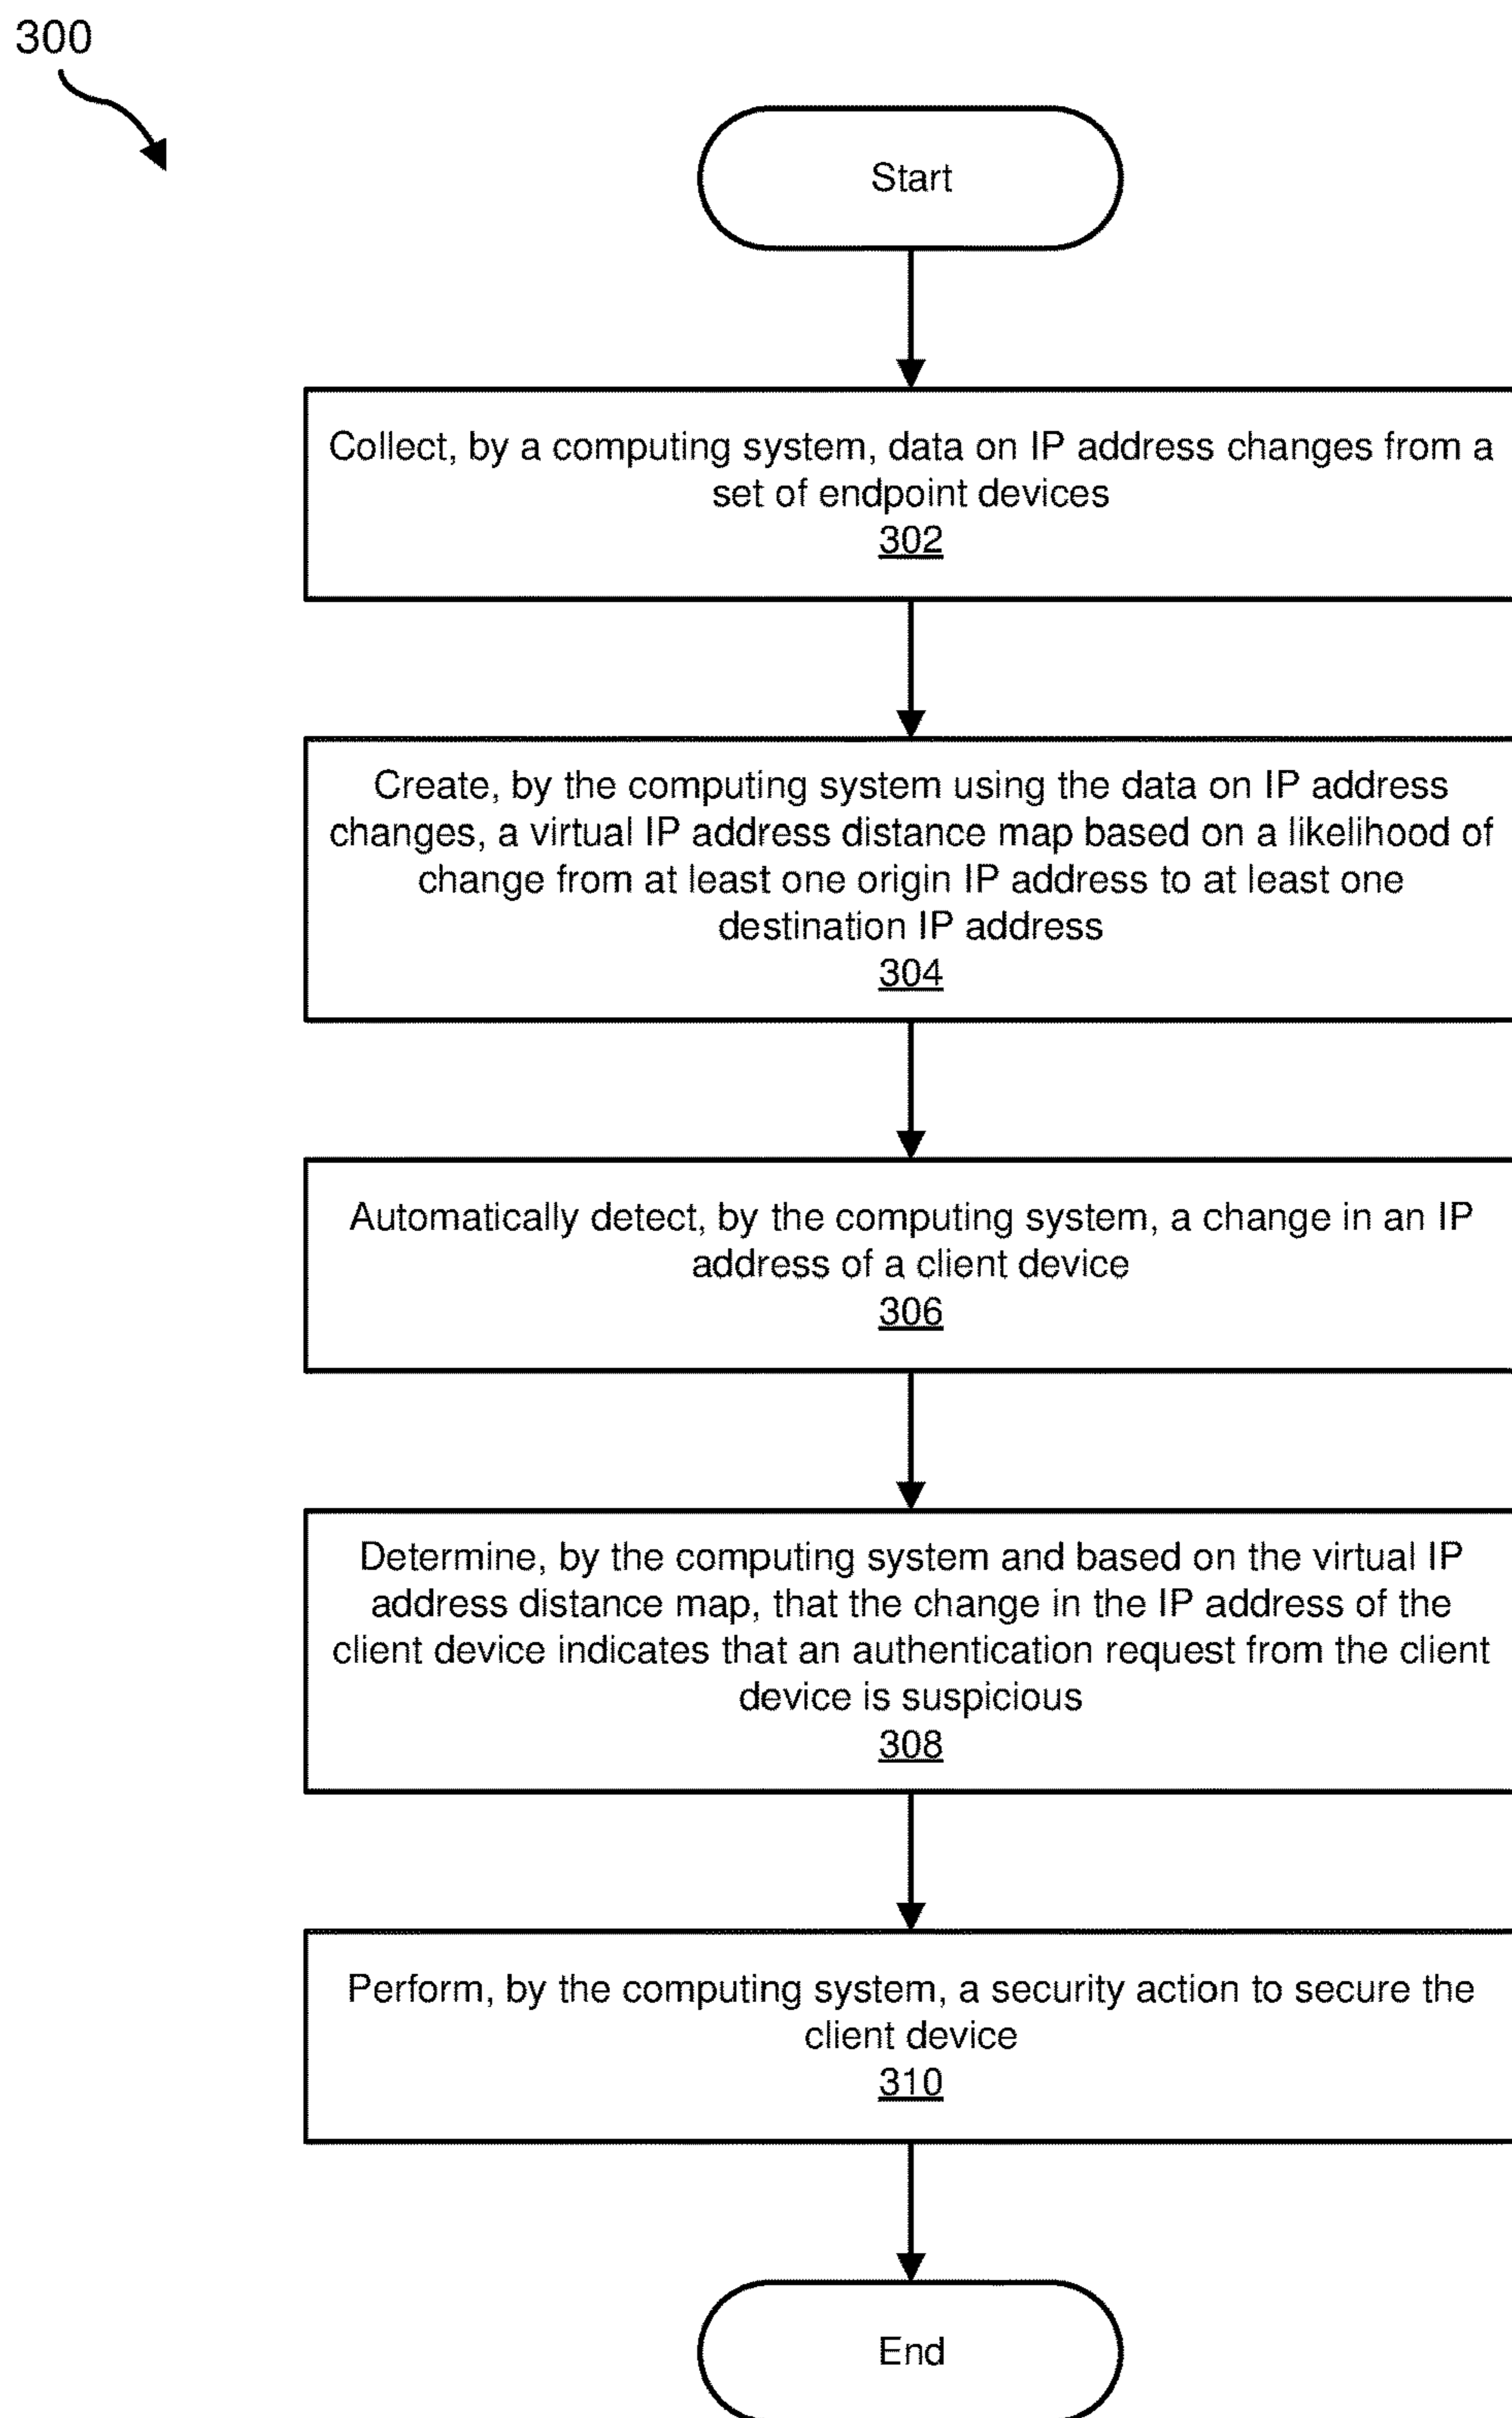 300
Start
Collect, by a computing system, data on IP address changes from a
set of endpoint devices
302
Create, by the computing system using the data on IP address
changes, a virtual IP address distance map based on a likelihood of
change from at least one origin IP address to at least one
destination IP address
304
Automatically detect, by the computing system, a change in an IP
address of a client device
306
Determine, by the computing system and based on the virtual IP
address distance map, that the change in the IP address of the
client device indicates that an authentication request from the client
device is suspicious
308
Perform, by the computing system, a security action to secure the
client device
310
End